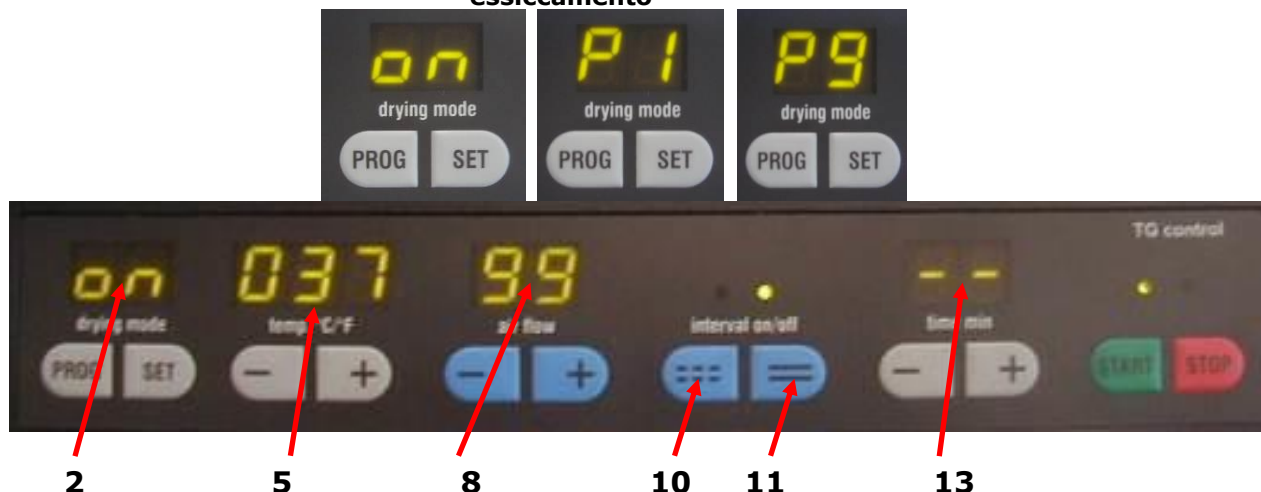 essiccamento
on P1 P9
drying mode drying mode drying mode
PROG SET PROG SET PROG SET
TG control
on 037 99 - -
drying mode temp °C/°F air flow interval on/off time min
PROG SET - + - + - + START STOP
2 5 8 10 11 13